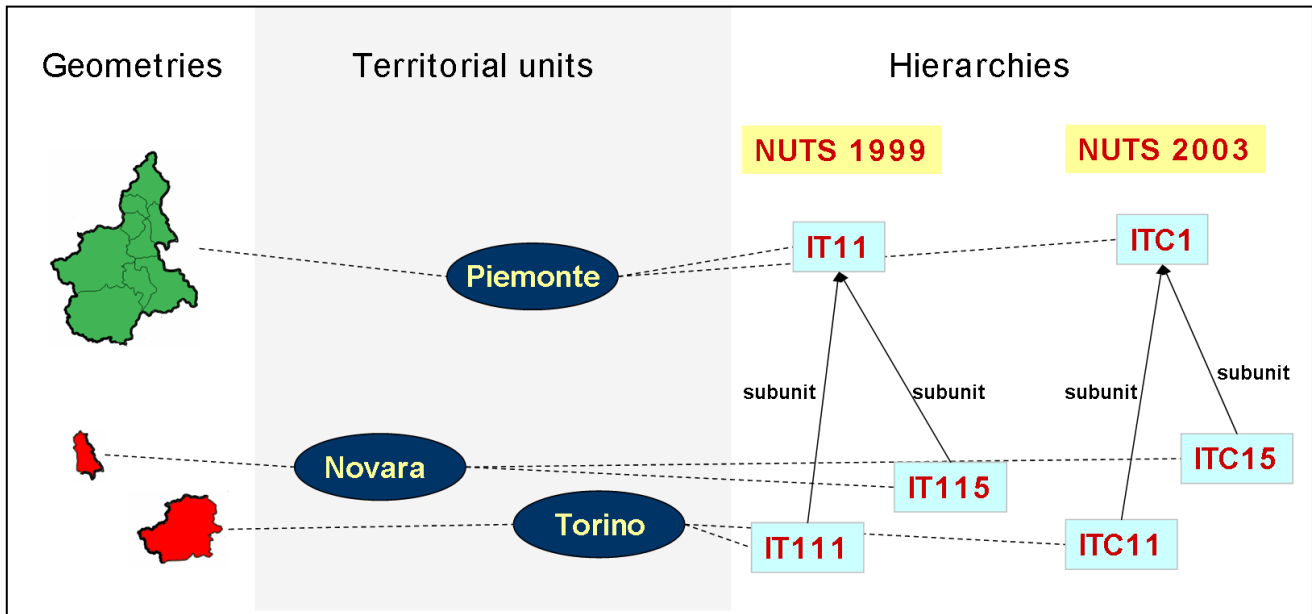 Geometries
Territorial units
Hierarchies
NUTS 1999
NUTS 2003
IT11
ITC1
Piemonte
subunit
subunit
subunit
subunit
Novara
ITC15
IT115
Torino
IT111
ITC11